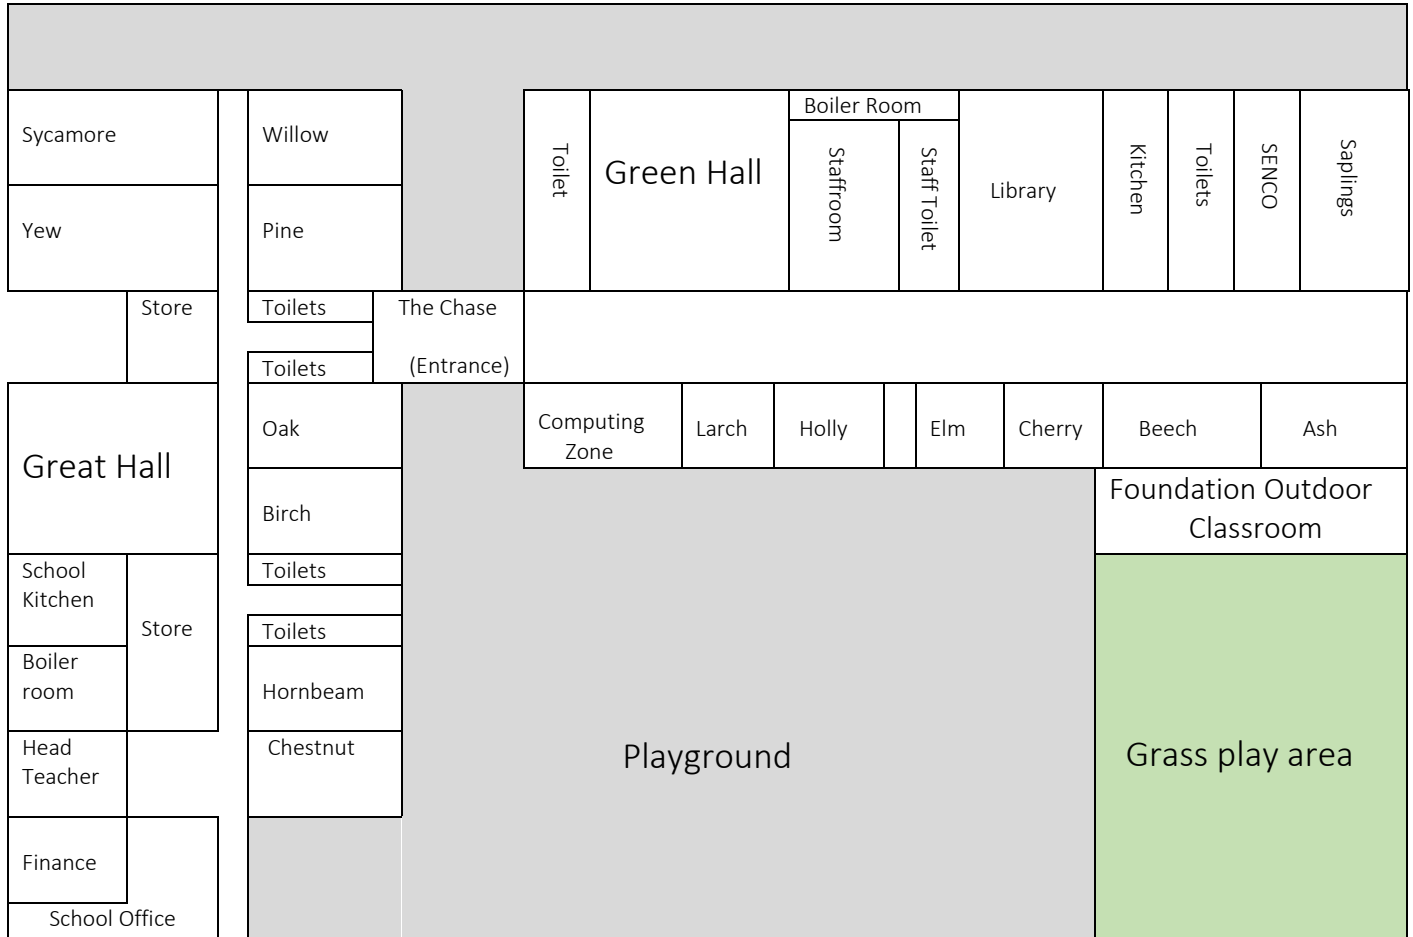 Sycamore
Willow
Toilet
Green Hall
Boiler Room
Staffroom
Staff Toilet
Library
Kitchen
Toilets
SENCO
Saplings
Yew
Pine
Store
Toilets
The Chase
(Entrance)
Toilets
Oak
Computing
Zone
Larch
Holly
Elm
Cherry
Beech
Ash
Great Hall
Birch
Foundation Outdoor
Classroom
School
Kitchen
Toilets
Store
Toilets
Boiler
room
Hornbeam
Head
Teacher
Chestnut
Playground
Grass play area
Finance
School Office